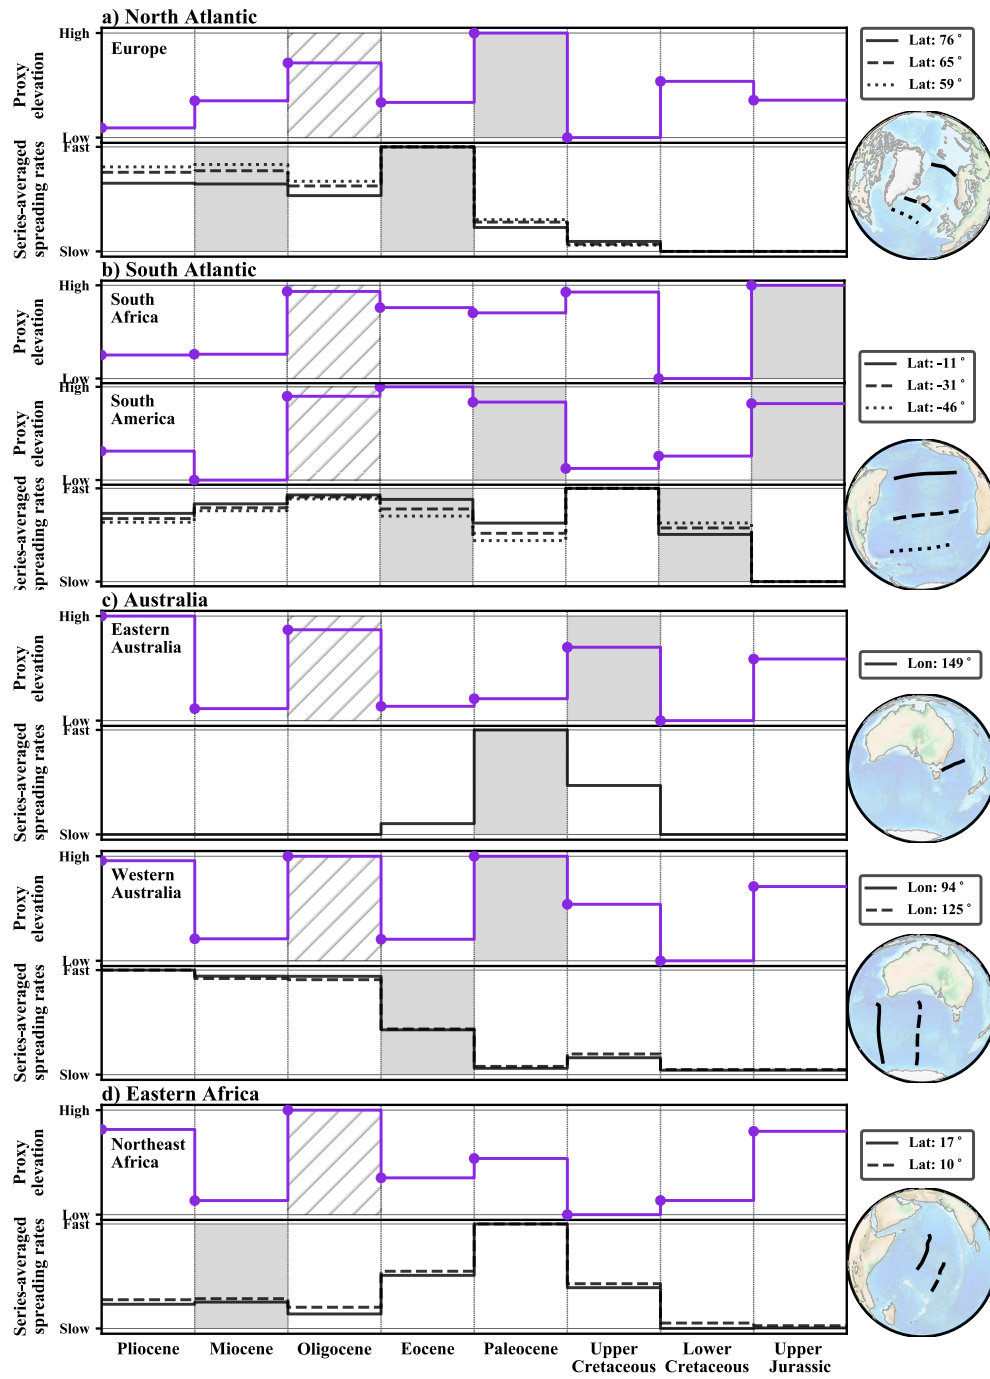 a) North Atlantic
High
Europe
Proxy
elevation
Low
Fast
Series-averaged
spreading rates
Slow
Lat: 76°
Lat: 65
Lat: 59°
b) South Atlantic
High
South
Africa
Proxy
elevation
Low
High
South
America
Proxy
elevation
Low
Fast
Series-averaged
spreading rates
Slow
Lat: -11°
Lat: -31°
Lat: -46°
c) Australia
High
Eastern
Australia
Proxy
elevation
Low
Fast
Series-averaged
spreading rates
Slow
Lon: 149°
High
Western
Australia
Proxy
elevation
Low
Fast
Series-averaged
spreading rates
Slow
Lon: 94°
Lon: 125°
d) Eastern Africa
High
Northeast
Africa
Proxy
elevation
Low
Fast
Series-averaged
spreading rates
Slow
Lat: 17°
Lat: 10°
Pliocene Miocene Oligocene Eocene Paleocene Upper Cretaceous Lower Cretaceous Upper Jurassic